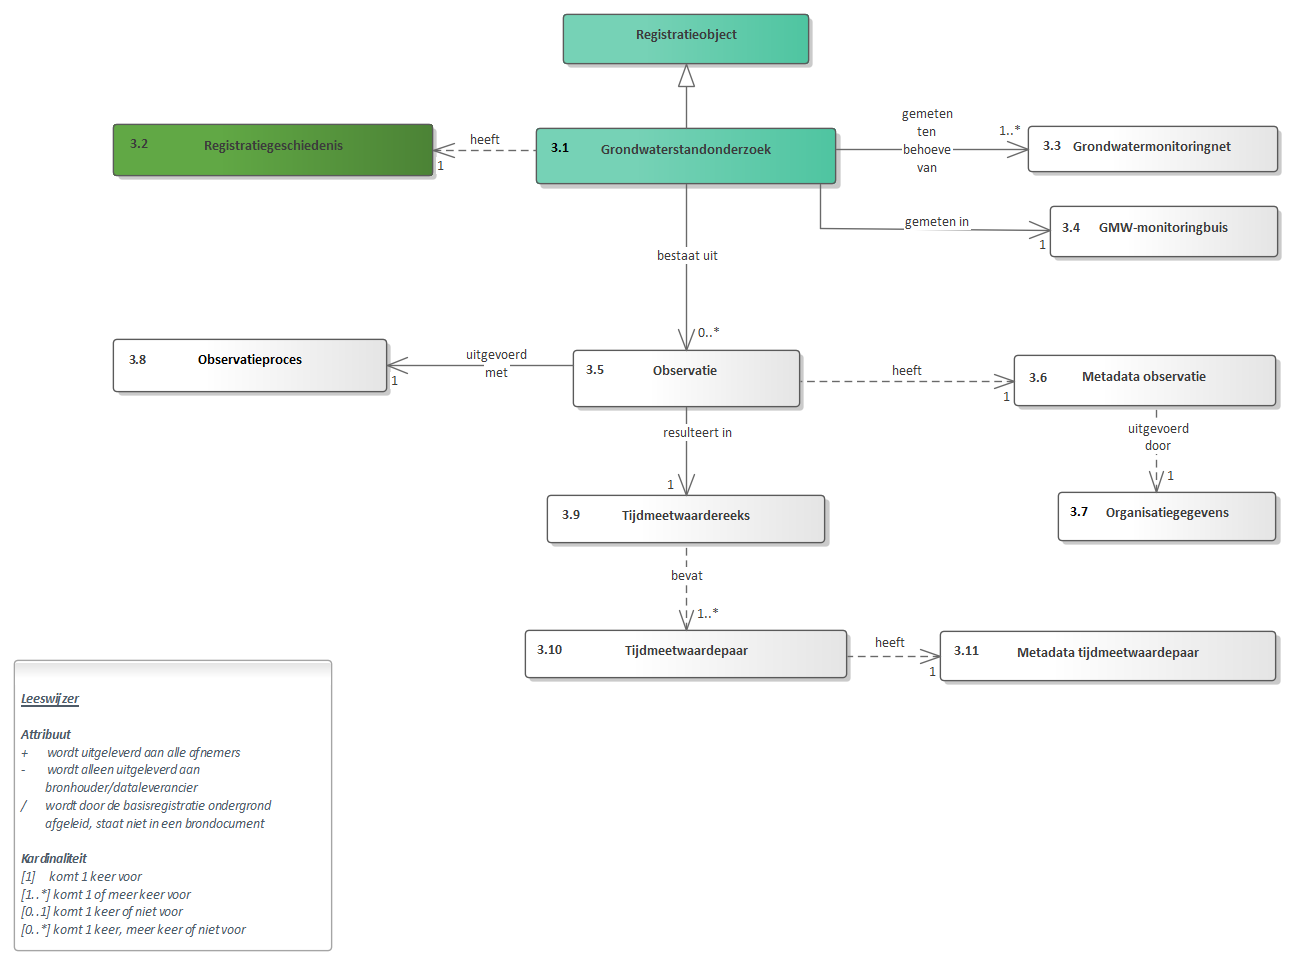 Registratieobject
3.2 Registratiegeschiedenis
heeft
1
3.1 Grondwaterstandonderzoek
gemeten
ten
behoeve
van
1..*
3.3 Grondwatermonitoringnet
gemeten in
1
3.4 GMW-monitoringbuis
bestaat uit
0..*
3.8 Observatieproces
1
uitgevoerd
met
3.5 Observatie
heeft
1
3.6 Metadata observatie
uitgevoerd
door
1
3.7 Organisatiegegevens
resulteert in
1
3.9 Tijdmeetwaardereeks
bevat
1..*
3.10 Tijdmeetwaardepaar
heeft
1
3.11 Metadata tijdmeetwaardepaar
Leeswijzer
Attribuut
+ wordt uitgeleverd aan alle afnemers
- wordt alleen uitgeleverd aan
bronhouder/dataleverancier
/ wordt door de basisregistratie ondergrond
afgeleid, staat niet in een brondocument
Kardinaliteit
[1] komt 1 keer voor
[1..*] komt 1 of meer keer voor
[0..1] komt 1 keer of niet voor
[0..*] komt 1 keer, meer keer of niet voor